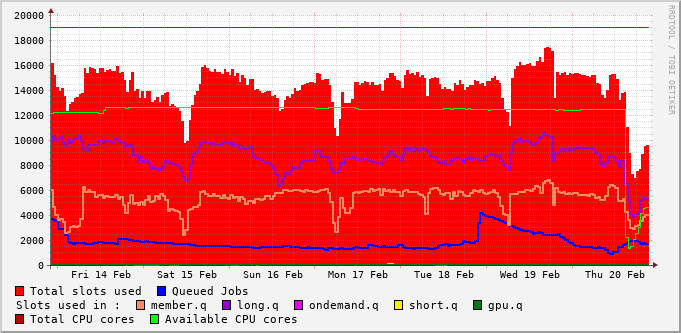 20000
18000
16000
14000
12000
10000
8000
6000
4000
2000
0
Fri 14 Feb Sat 15 Feb Sun 16 Feb Mon 17 Feb Tue 18 Feb Wed 19 Feb Thu 20 Feb
Total slots used Queued Jobs
Slots used in : member.q long.q ondemand.q short.q gpu.q
Total CPU cores Available CPU cores
RRDTOOL / TOBI OETIKER